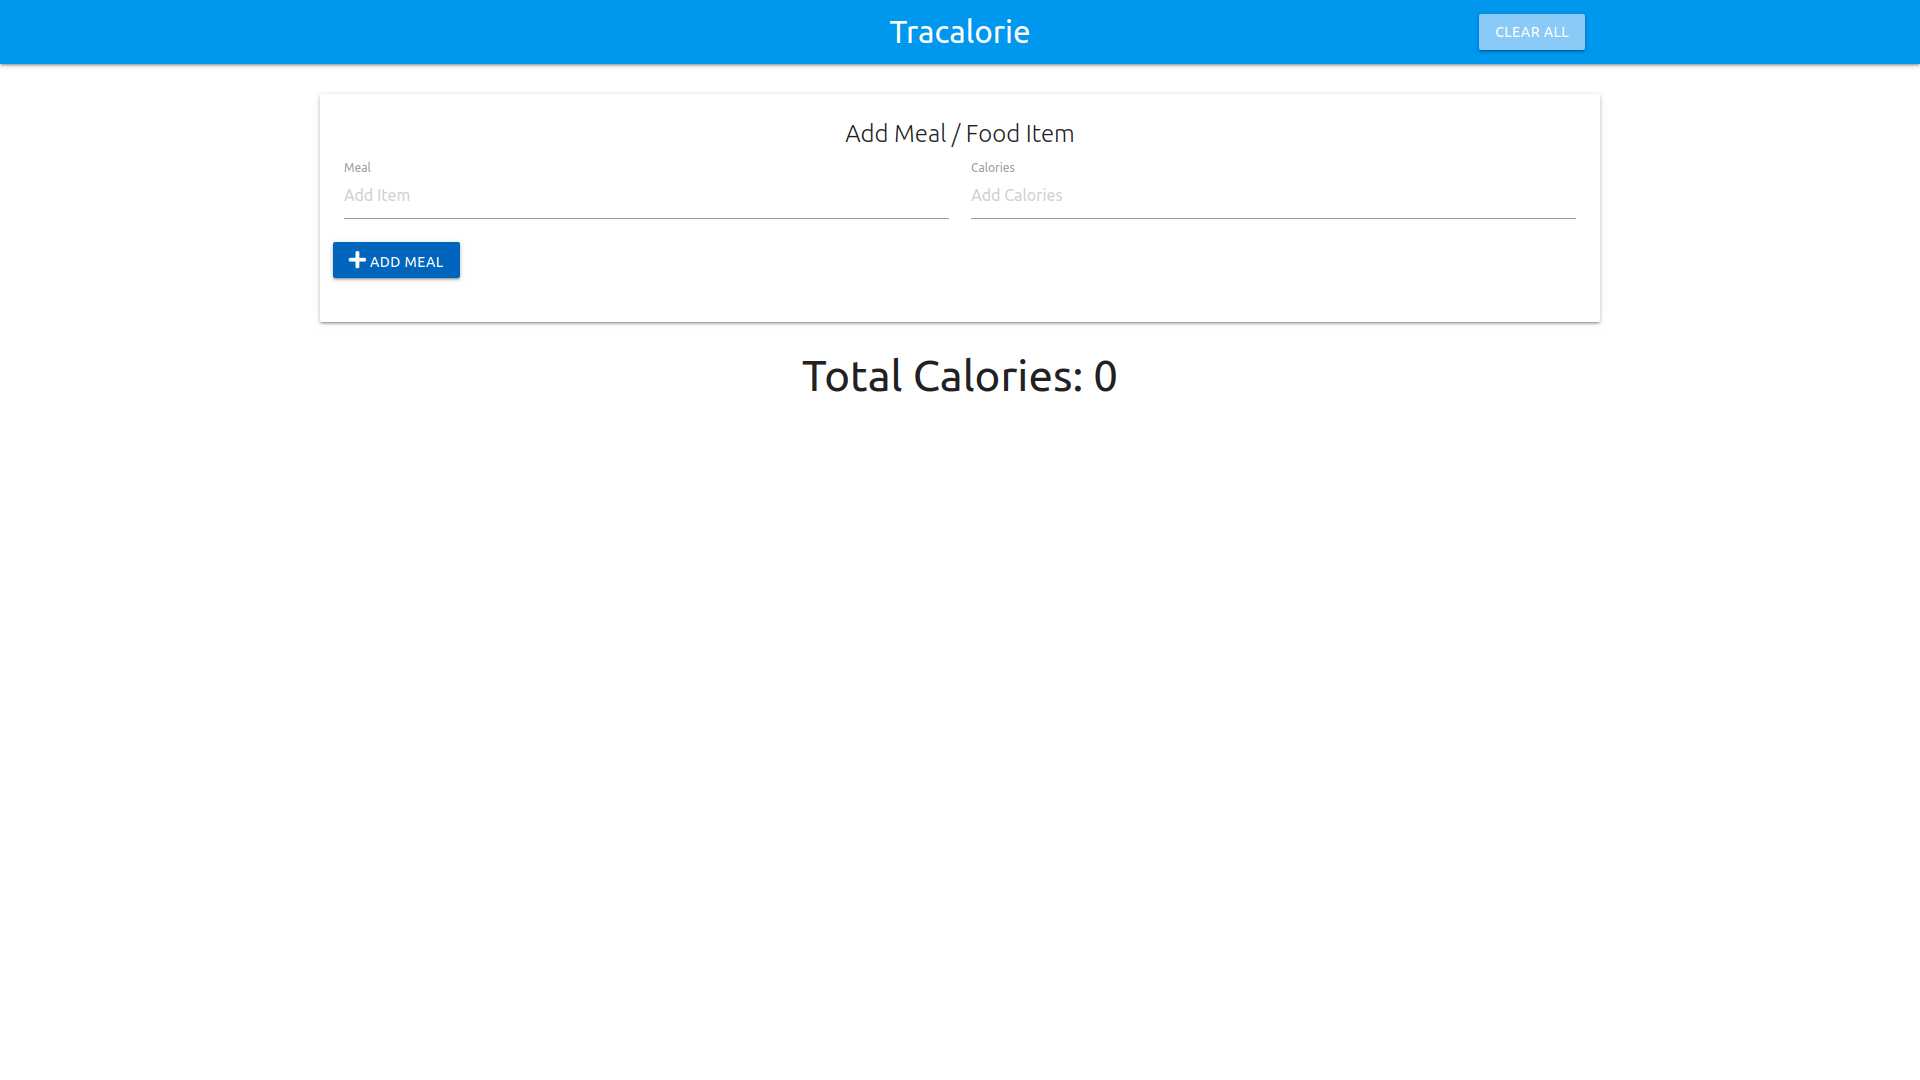 Tracalorie
CLEAR ALL
Add Meal / Food Item
Meal
Calories
Add Item
Add Calories
ADD MEAL
Total Calories: 0